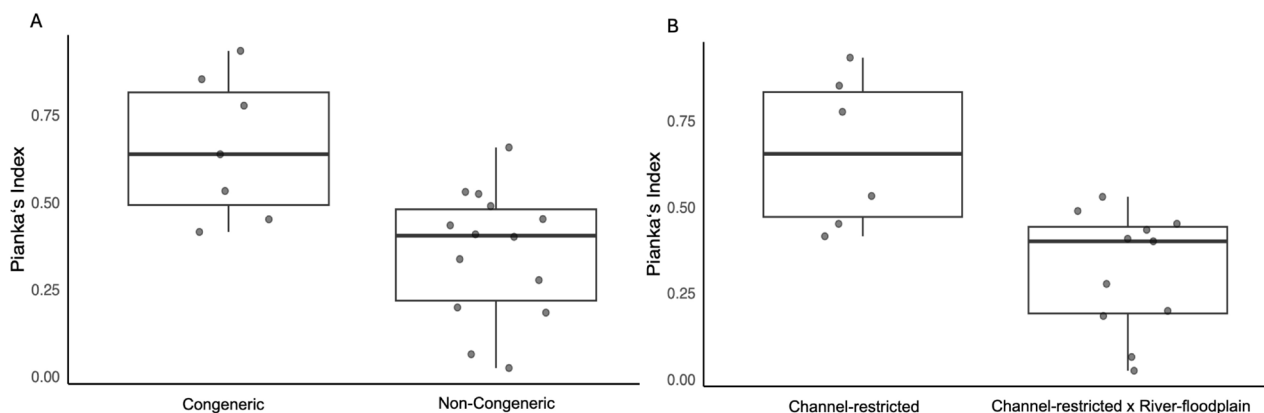 A
Pianka's Index
0.75
0.50
0.25
0.00
Congeneric
Non-Congeneric
B
Pianka's Index
0.75
0.50
0.25
0.00
Channel-restricted
Channel-restricted x River-floodplain